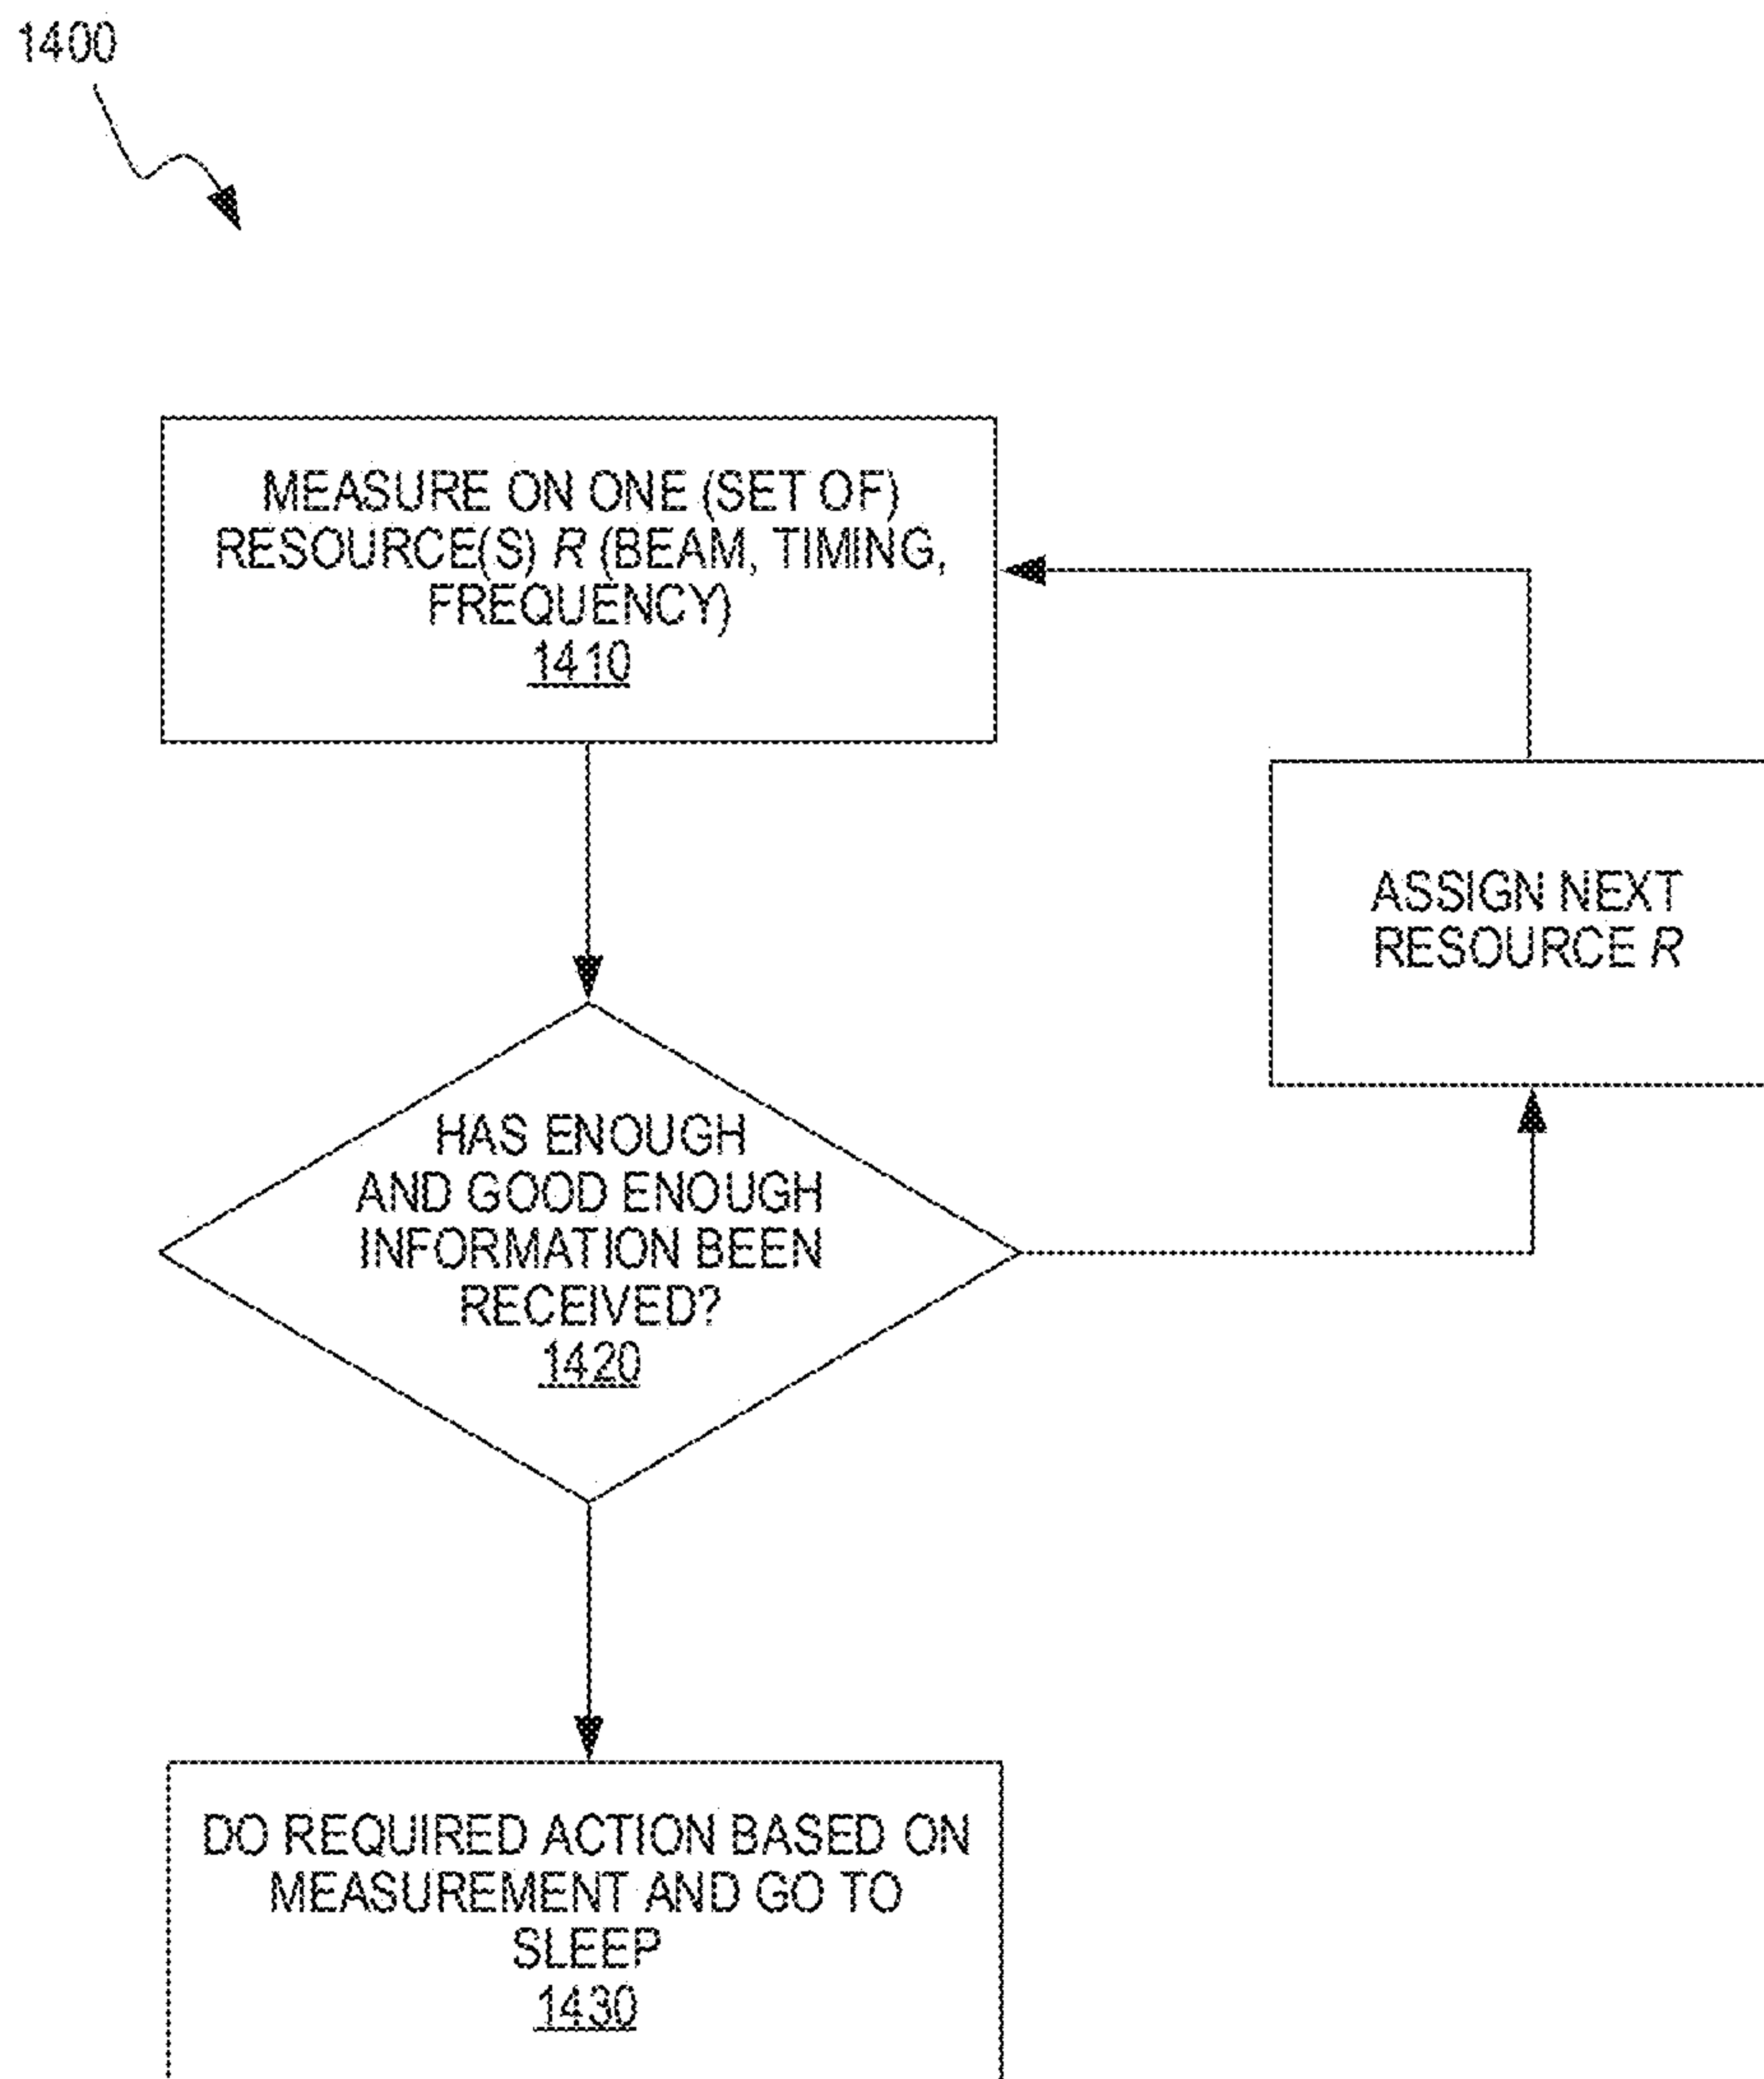 1400
MEASURE ON ONE (SET OF)
RESOURCE(S) R (BEAM, TIMING,
FREQUENCY)
1410
ASSIGN NEXT
RESOURCE R
HAS ENOUGH
AND GOOD ENOUGH
INFORMATION BEEN
RECEIVED?
1420
DO REQUIRED ACTION BASED ON
MEASUREMENT AND GO TO
SLEEP
1430